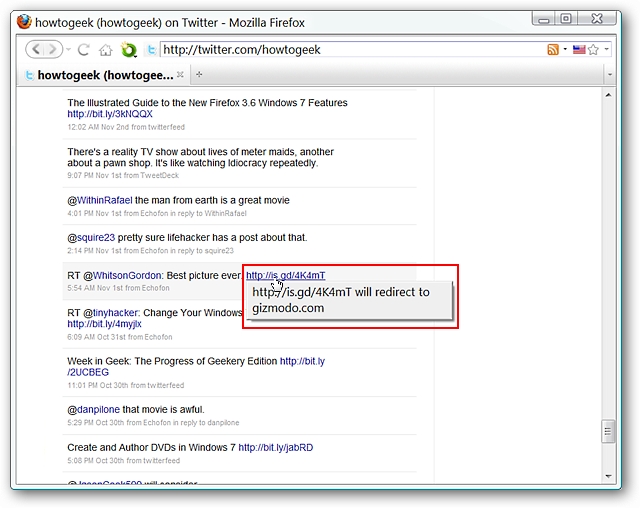 howtogeek (howtogeek) on Twitter - Mozilla Firefox
http://twitter.com/howtogeek
howtogeek (howtogee...
The Illustrated Guide to the New Firefox 3.6 Windows 7 Features
http://bit.ly/3kNQQX
12:02 AM Nov 2nd from twitterfeed
There's a reality TV show about lives of meter maids, another
about a pawn shop. It's like watching Idiocracy repeatedly.
9:07 PM Nov 1st from TweetDeck
@WithinRafael the man from earth is a great movie
4:01 PM Nov 1st from Echofon in reply to WithinRafael
@squire23 pretty sure lifehacker has a post about that.
2:14 PM Nov 1st from Echofon in reply to squire23
RT @WhitsonGordon: Best picture ever. http://is.gd/4K4mT
5:54 AM Nov 1st from Echofon
http://is.gd/4K4mT will redirect to
gizmodo.com
RT @tinyhacker: Change Your Windows
http://bit.ly/4myjlx
6:09 AM Oct 31st from Echofon
Week in Geek: The Progress of Geekery Edition http://bit.ly
/2UCBEG
11:01 PM Oct 30th from twitterfeed
@danpilone that movie is awful.
5:29 PM Oct 30th from Echofon in reply to danpilone
Create and Author DVDs in Windows 7 http://bit.ly/jabRD
5:08 PM Oct 30th from twitterfeed
will consider